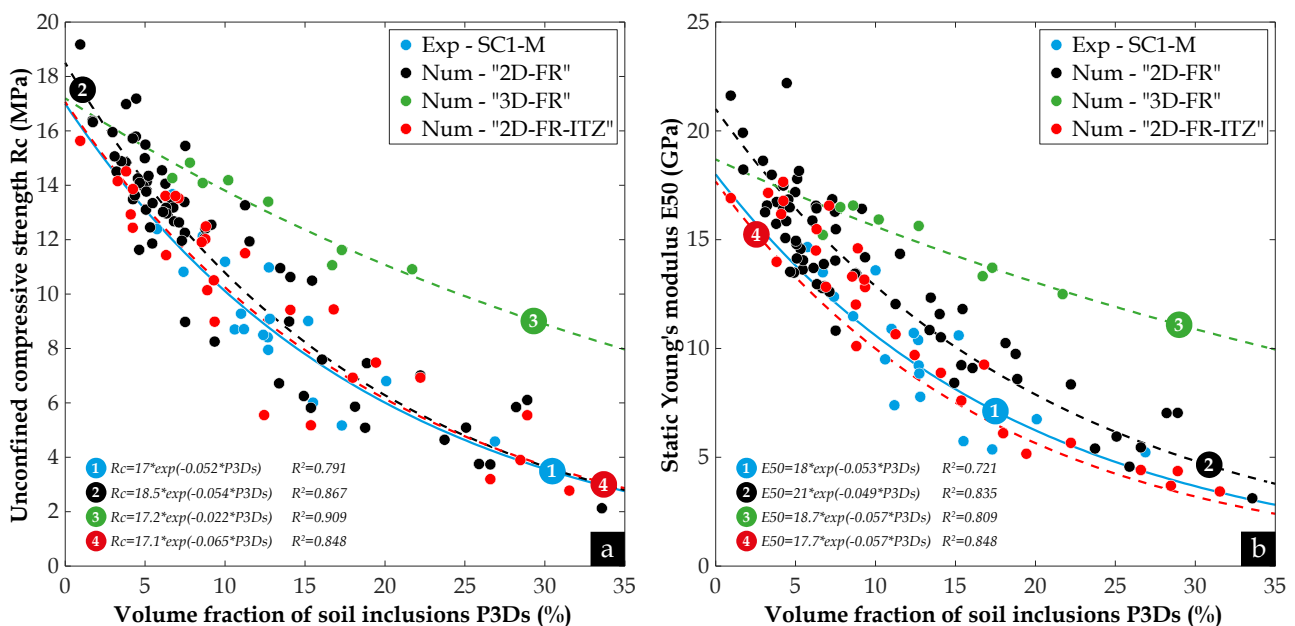 Unconfined compressive strength Rc (MPa)
20
18
16
14
12
10
8
6
4
2
0
0 5 10 15 20 25 30 35
Volume fraction of soil inclusions P3Ds (%)
Exp - SC1-M
Num - "2D-FR"
Num - "3D-FR"
Num - "2D-FR-ITZ"
2
3
1
4
1 Rc=17*exp(-0.052*P3Ds) R²=0.791
2 Rc=18.5*exp(-0.054*P3Ds) R²=0.867
3 Rc=17.2*exp(-0.022*P3Ds) R²=0.909
4 Rc=17.1*exp(-0.065*P3Ds) R²=0.848
a
Static Young's modulus E50 (GPa)
25
20
15
10
5
0
0 5 10 15 20 25 30 35
Volume fraction of soil inclusions P3Ds (%)
Exp - SC1-M
Num - "2D-FR"
Num - "3D-FR"
Num - "2D-FR-ITZ"
4
3
1
2
1 E50=18*exp(-0.053*P3Ds) R²=0.721
2 E50=21*exp(-0.049*P3Ds) R²=0.835
3 E50=18.7*exp(-0.057*P3Ds) R²=0.809
4 E50=17.7*exp(-0.057*P3Ds) R²=0.848
b